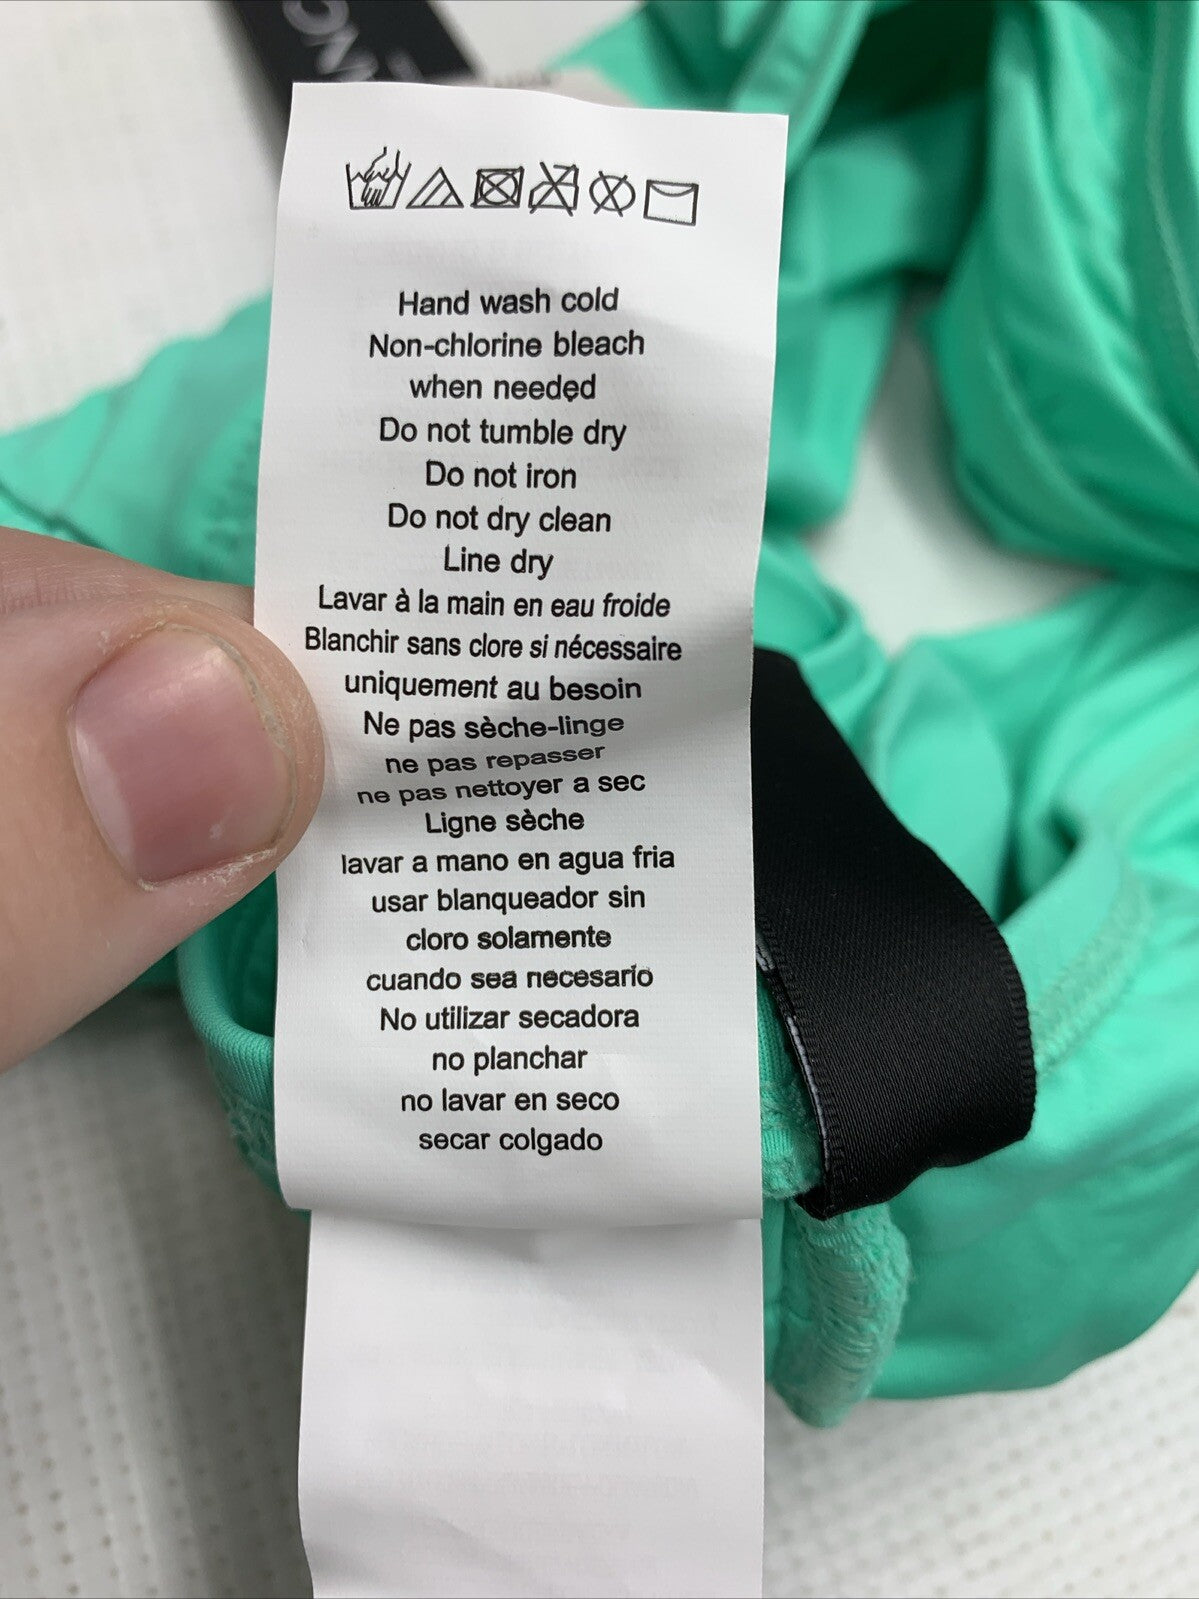 Hand wash cold
Non-chlorine bleach
when needed
Do not tumble dry
Do not iron
Do not dry clean
Line dry
Lavar à la main en eau froide
Blanchir sans clore si nécessaire
uniquement au besoin
Ne pas sèche-linge
ne pas repasser
ne pas nettoyer a sec
Ligne sèche
lavar a mano en agua fria
usar blanqueador sin
cloro solamente
cuando sea necesario
No utilizar secadora
no planchar
no lavar en seco
secar colgado